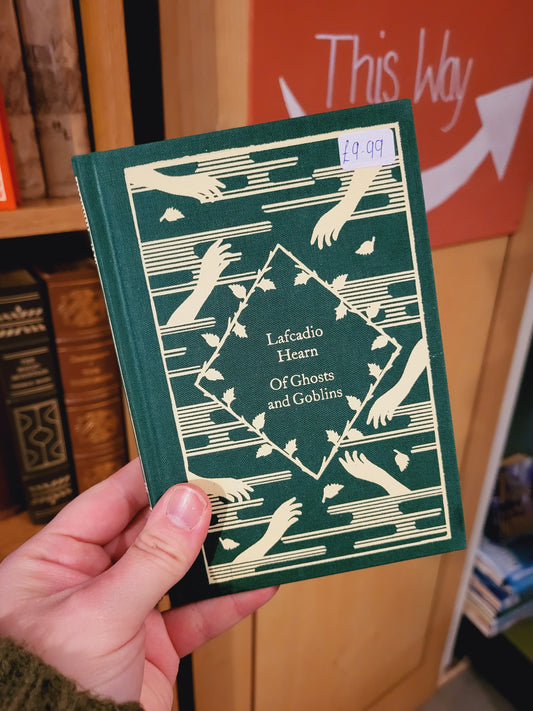 This Way
£9.99
Lafcadio
Hearn
Of Ghosts
and Goblins